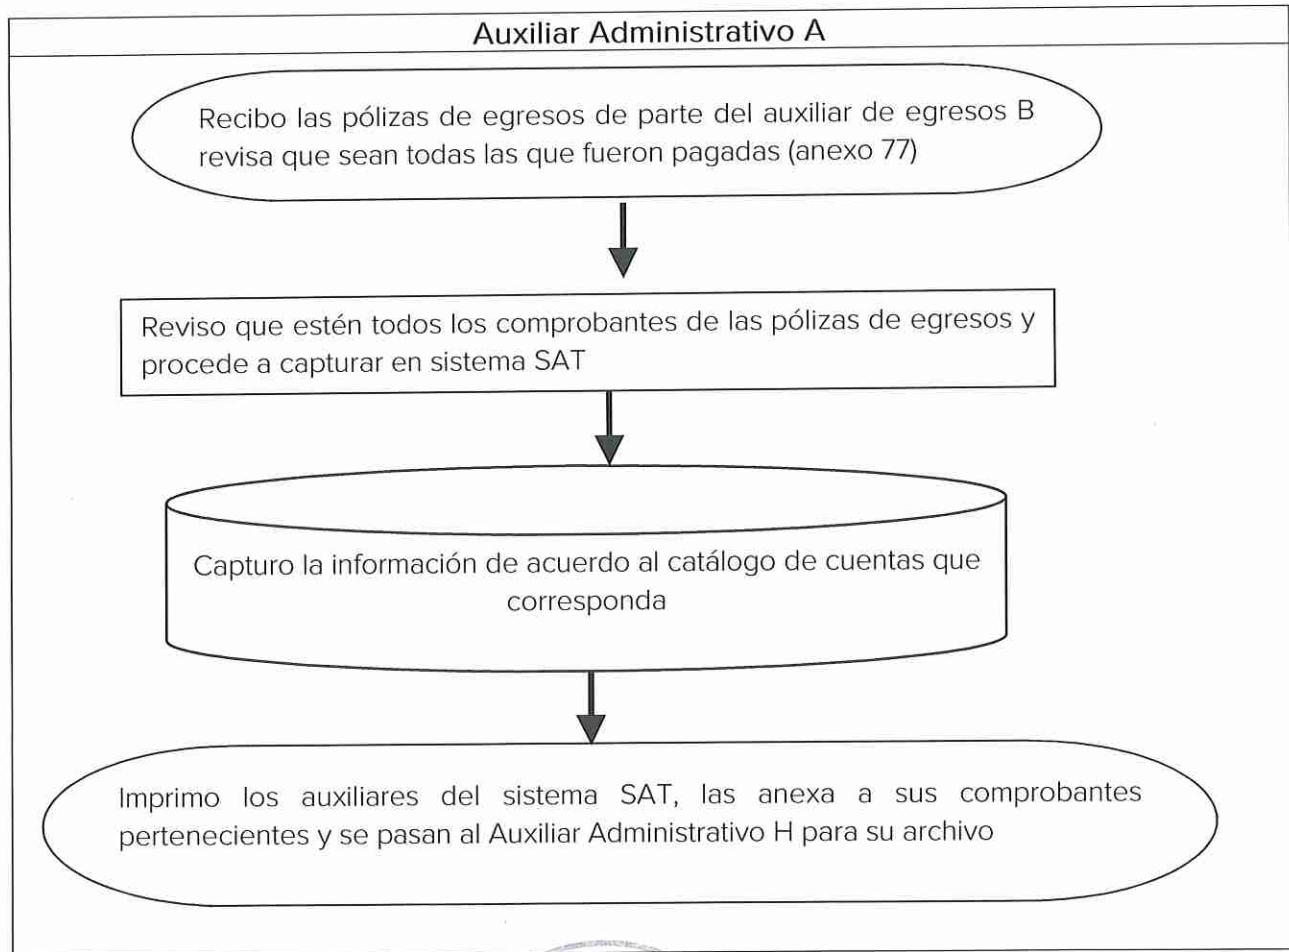 Auxiliar Administrativo A
Recibo las pólizas de egresos de parte del auxiliar de egresos B
revisa que sean todas las que fueron pagadas (anexo 77)
Reviso que estén todos los comprobantes de las pólizas de egresos y
procede a capturar en sistema SAT
Capturo la información de acuerdo al catálogo de cuentas que
corresponda
Imprimo los auxiliares del sistema SAT, las anexa a sus comprobantes
pertenecientes y se pasan al Auxiliar Administrativo H para su archivo